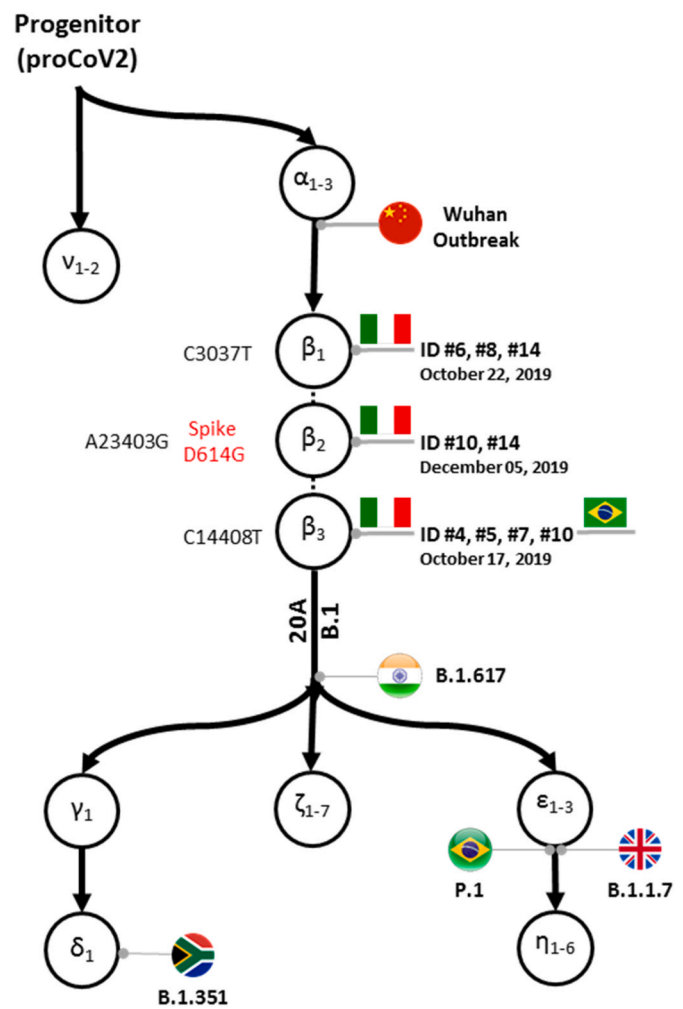 Progenitor
(proCoV2)
α1-3
Wuhan
Outbreak
ν1-2
C3037T
β1
ID #6, #8, #14
October 22, 2019
A23403G
Spike
D614G
β2
ID #10, #14
December 05, 2019
C14408T
β3
ID #4, #5, #7, #10
October 17, 2019
20A
B.1
B.1.617
γ1
ζ1-7
ε1-3
P.1
B.1.1.7
δ1
η1-6
B.1.351